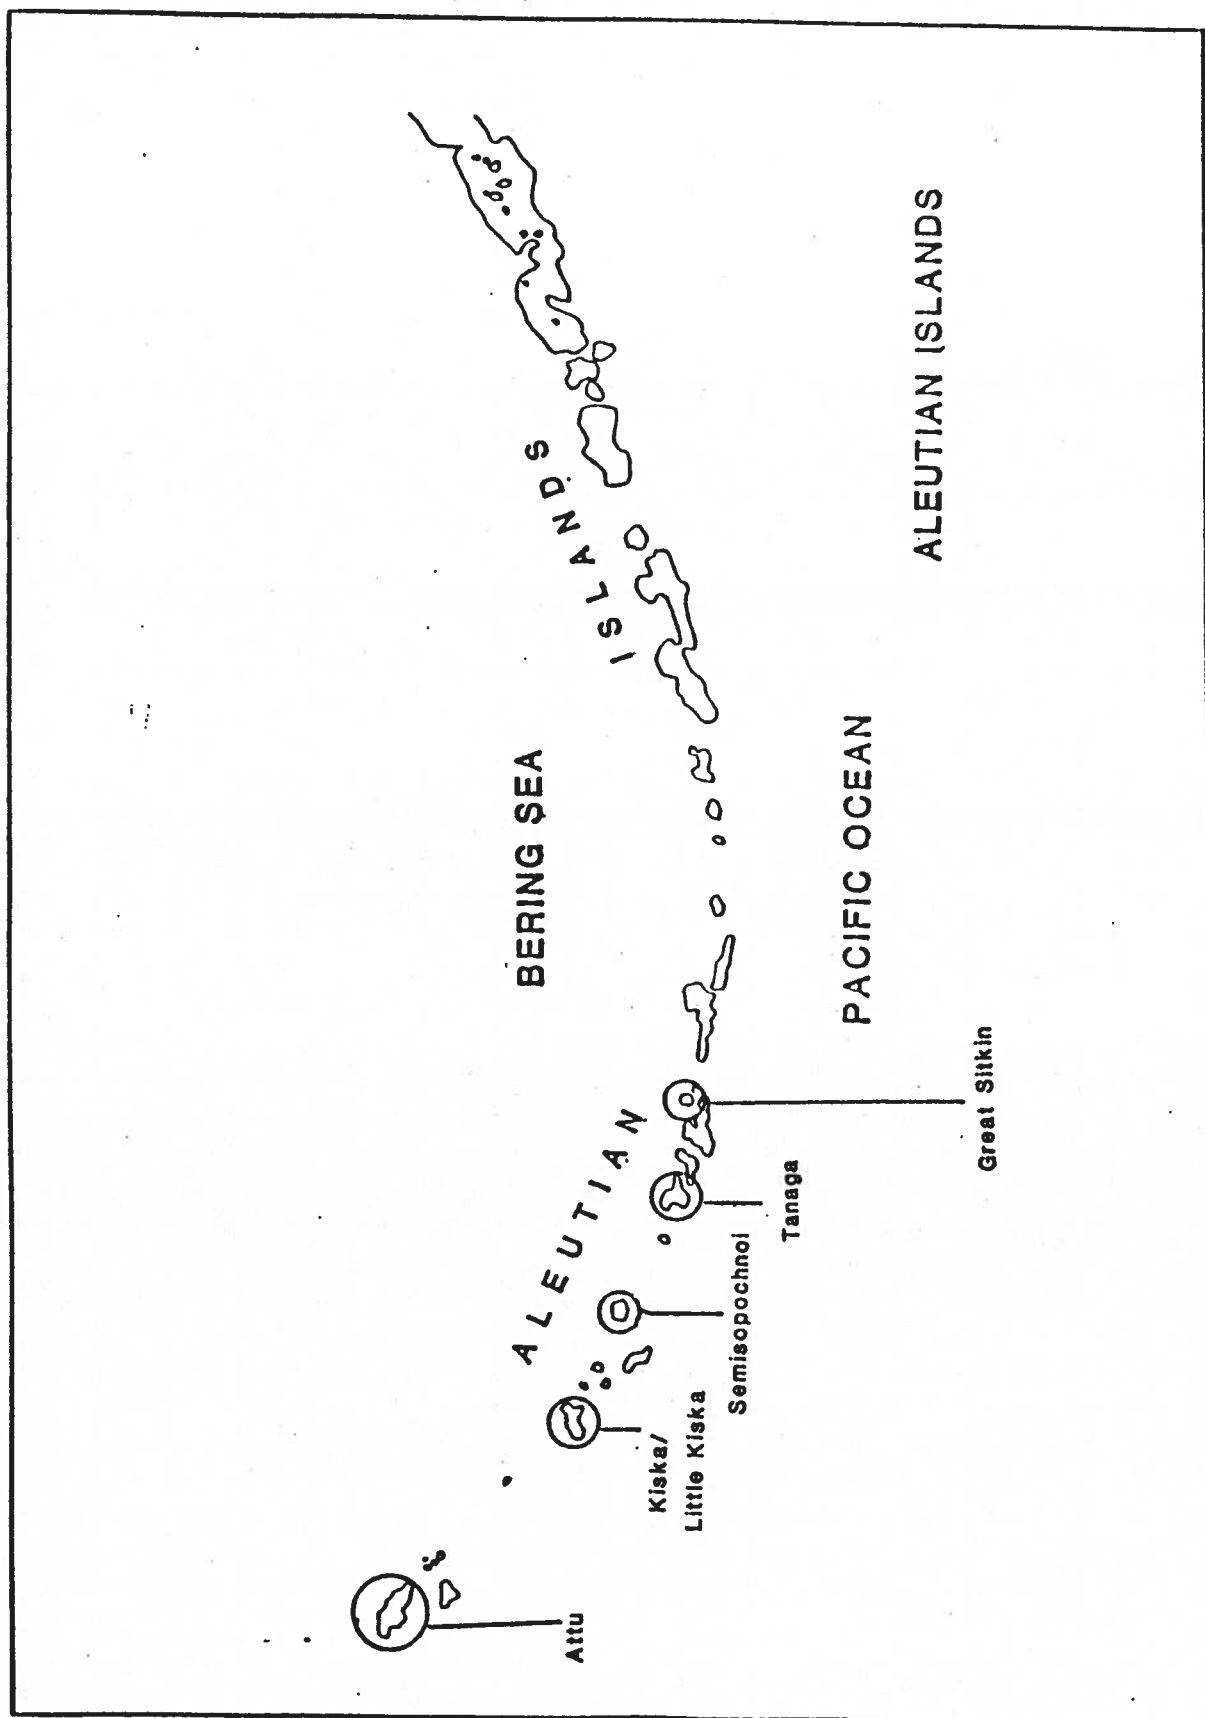 BERING SEA
ALEUTIAN ISLANDS
Attu
Kiska/
Little Kiska
Semisopochnoi
Tanaga
Great Sitkin
PACIFIC OCEAN
ALEUTIAN ISLANDS